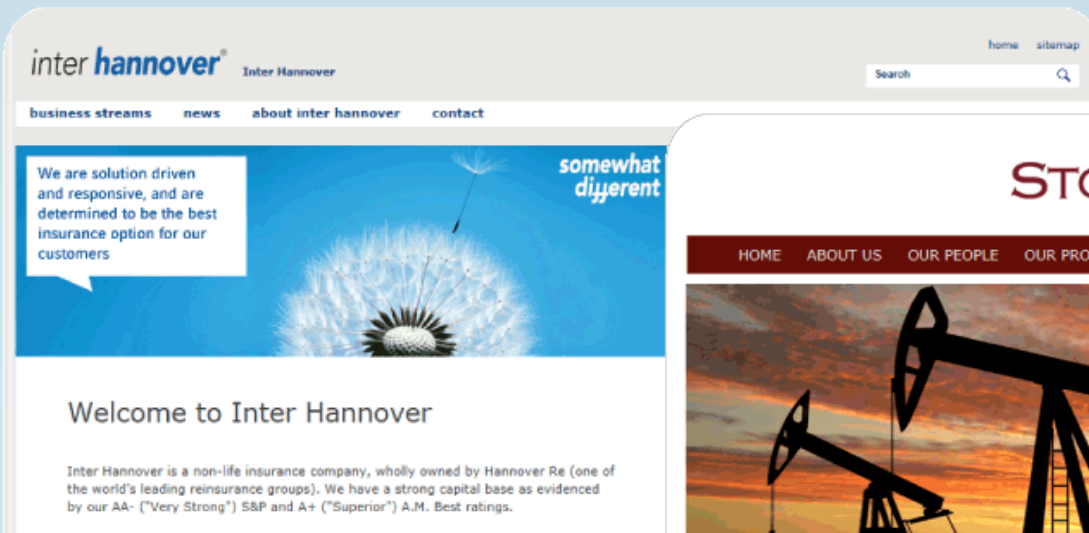 inter hannover®
Inter Hannover
home sitemap
Search
business streams news about inter hannover contact
We are solution driven
and responsive, and are
determined to be the best
insurance option for our
customers
somewhat
different
Welcome to Inter Hannover
Inter Hannover is a non-life insurance company, wholly owned by Hannover Re (one of
the world's leading reinsurance groups). We have a strong capital base as evidenced
by our AA- ("Very Strong") S&P and A+ ("Superior") A.M. Best ratings.
HOME ABOUT US OUR PEOPLE OUR